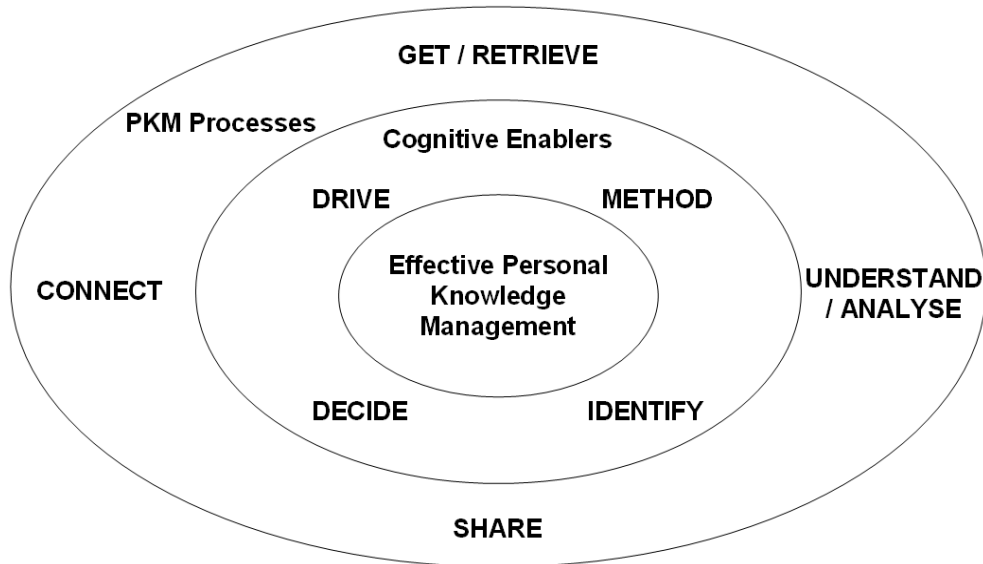 GET / RETRIEVE
PKM Processes
Cognitive Enablers
DRIVE
METHOD
Effective Personal
Knowledge
Management
CONNECT
UNDERSTAND
/ ANALYSE
DECIDE
IDENTIFY
SHARE